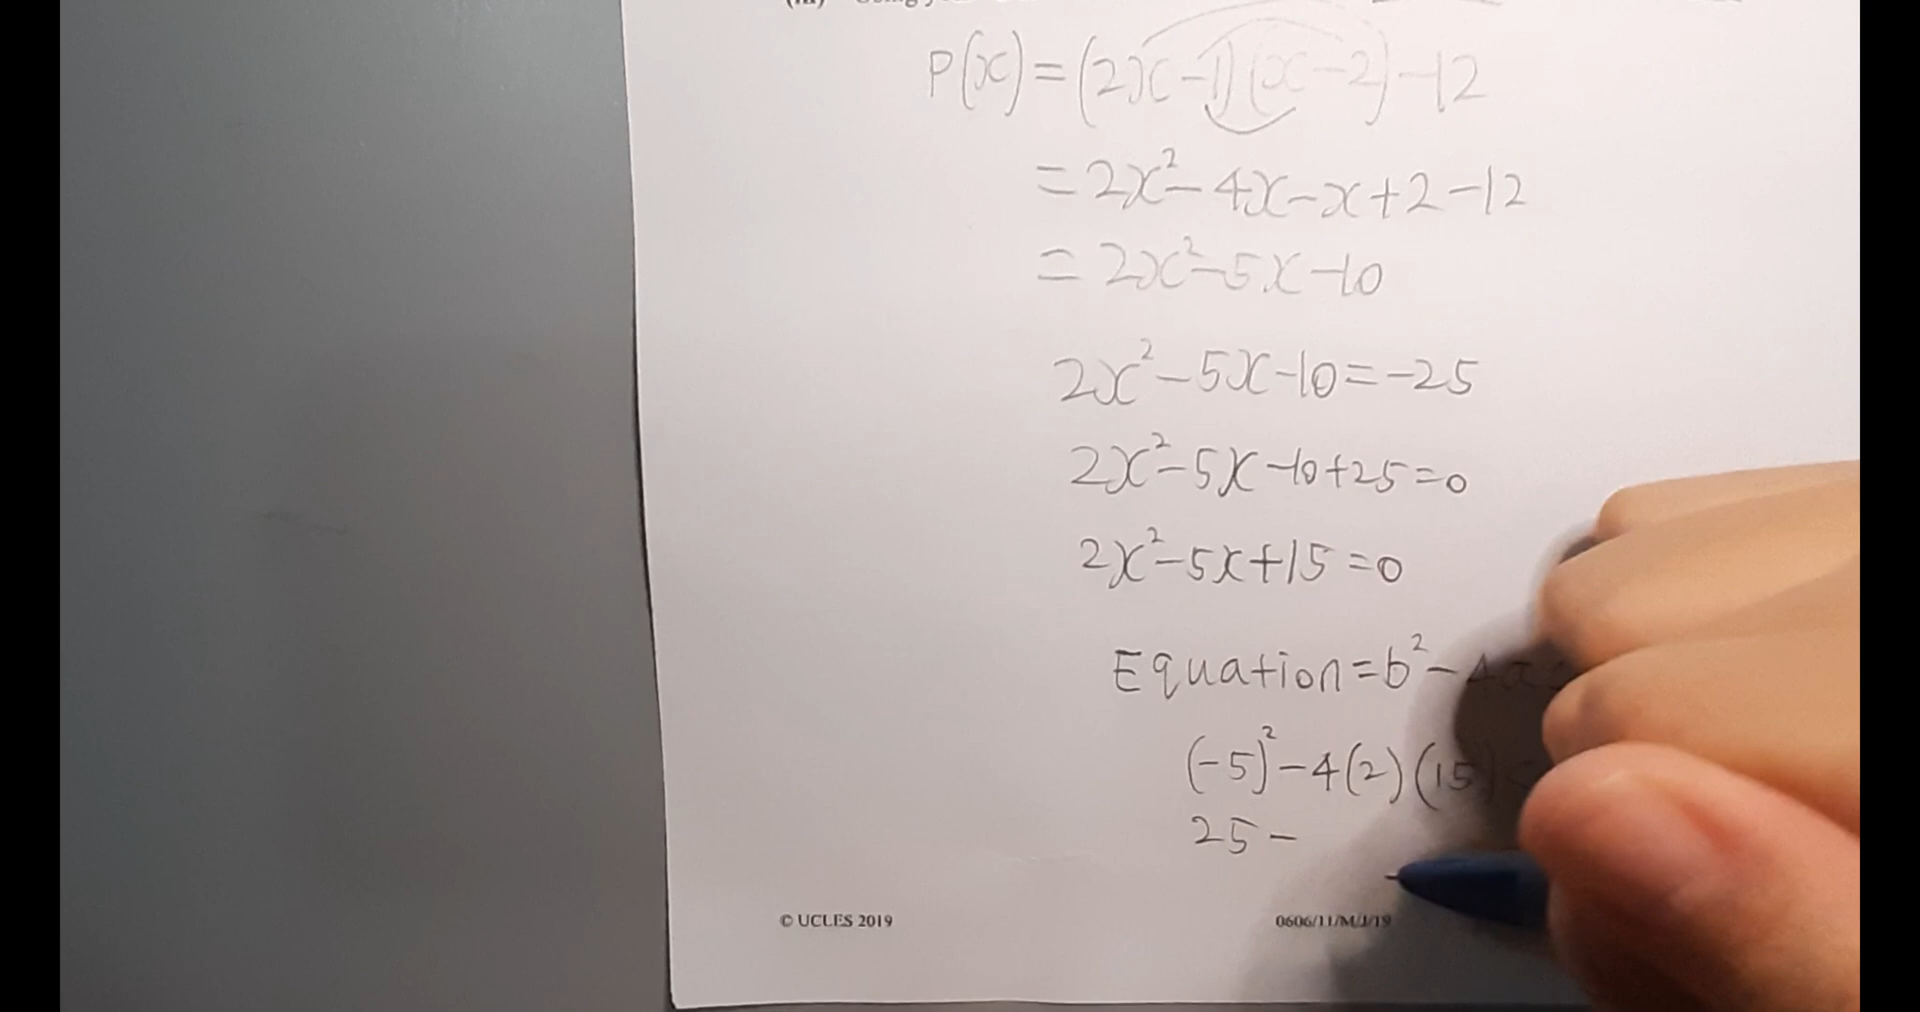 P(x) = (2x-1)(x-2) -12
= 2x² - 4x - x + 2 - 12
= 2x² - 5x - 10
2x² - 5x - 10 = -25
2x² - 5x - 10 + 25 = 0
2x² - 5x + 15 = 0
Equation = b² - 4a
(-5)² - 4(2)(15)
25 -
© UCLES 2019
0606/11/M/J/19